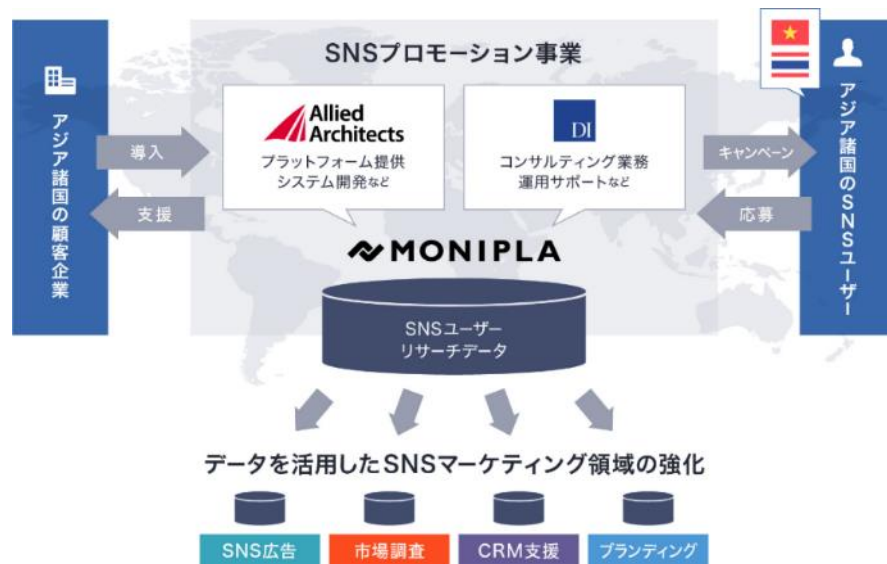 SNSプロモーション事業
アジア諸国の顧客企業
導入
支援
Allied
Architects
プラットフォーム提供
システム開発など
DI
コンサルティング業務
運用サポートなど
キャンペーン
応募
アジア諸国のSNSユーザー
MONIPLA
SNSユーザー
リサーチデータ
データを活用したSNSマーケティング領域の強化
SNS広告
市場調査
CRM支援
ブランディング